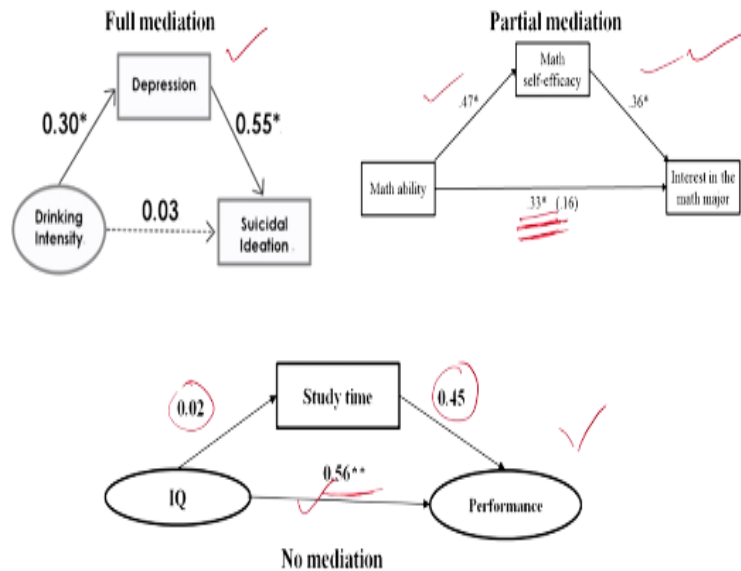 Full mediation
Depression
0.30*
0.55*
Drinking
Intensity
0.03
Suicidal
Ideation
Partial mediation
Math
self-efficacy
.47*
.36*
Math ability
Interest in the
math major
.33* (.16)
Study time
0.02
0.45
0.56**
IQ
Performance
No mediation